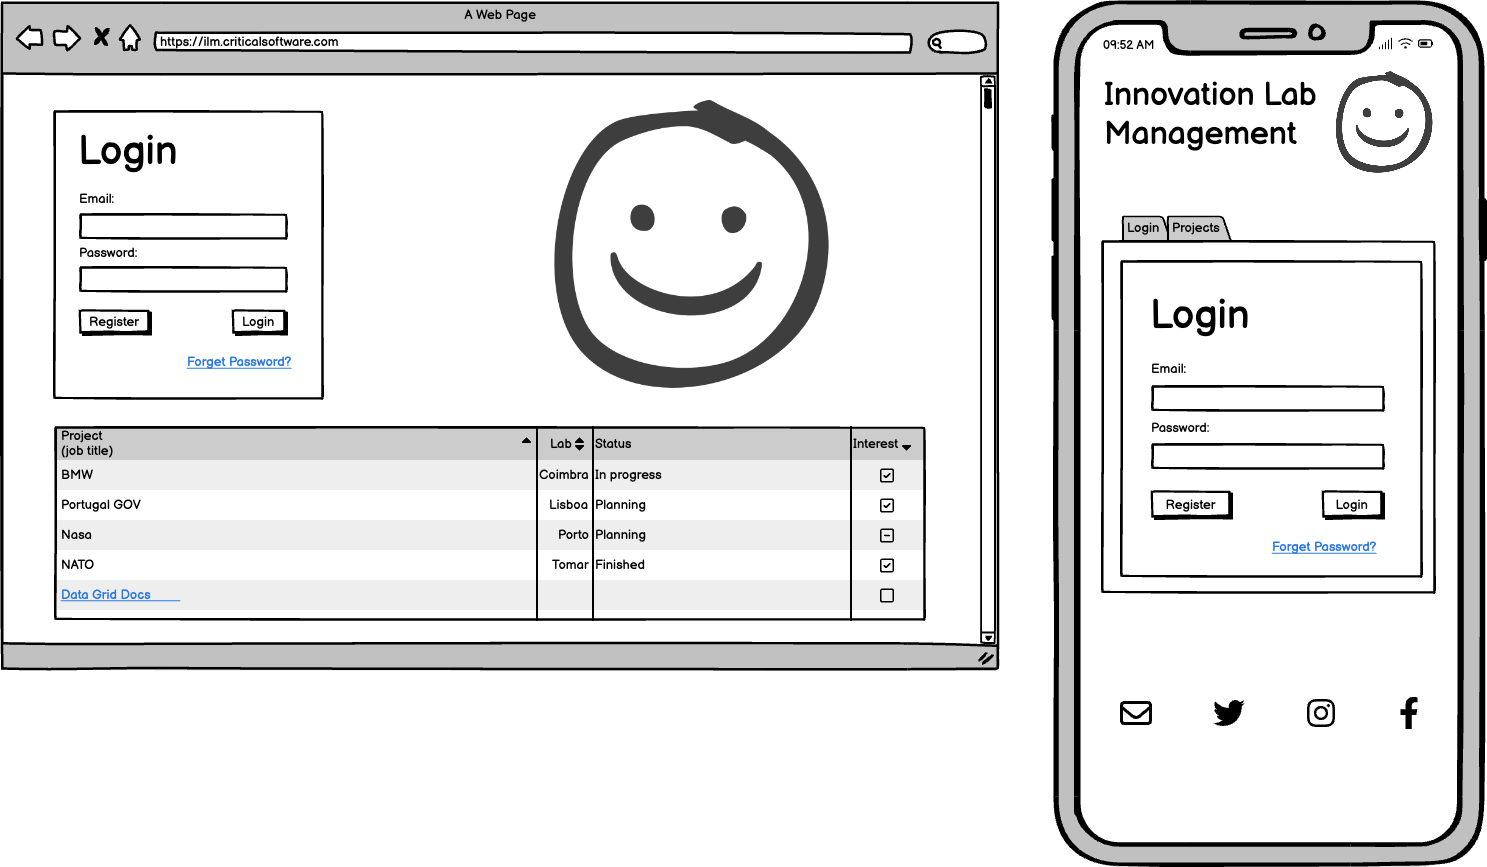 A Web Page
https://ilm.criticalsoftware.com
Login
Email:
Password:
Register
Login
Forget Password?
Project
(job title)
Lab
Status
Interest
BMW
Coimbra
In progress
Portugal GOV
Lisboa
Planning
Nasa
Porto
Planning
NATO
Tomar
Finished
Data Grid Docs
09:52 AM
Innovation Lab
Management
Login
Projects
Login
Email:
Password:
Register
Login
Forget Password?